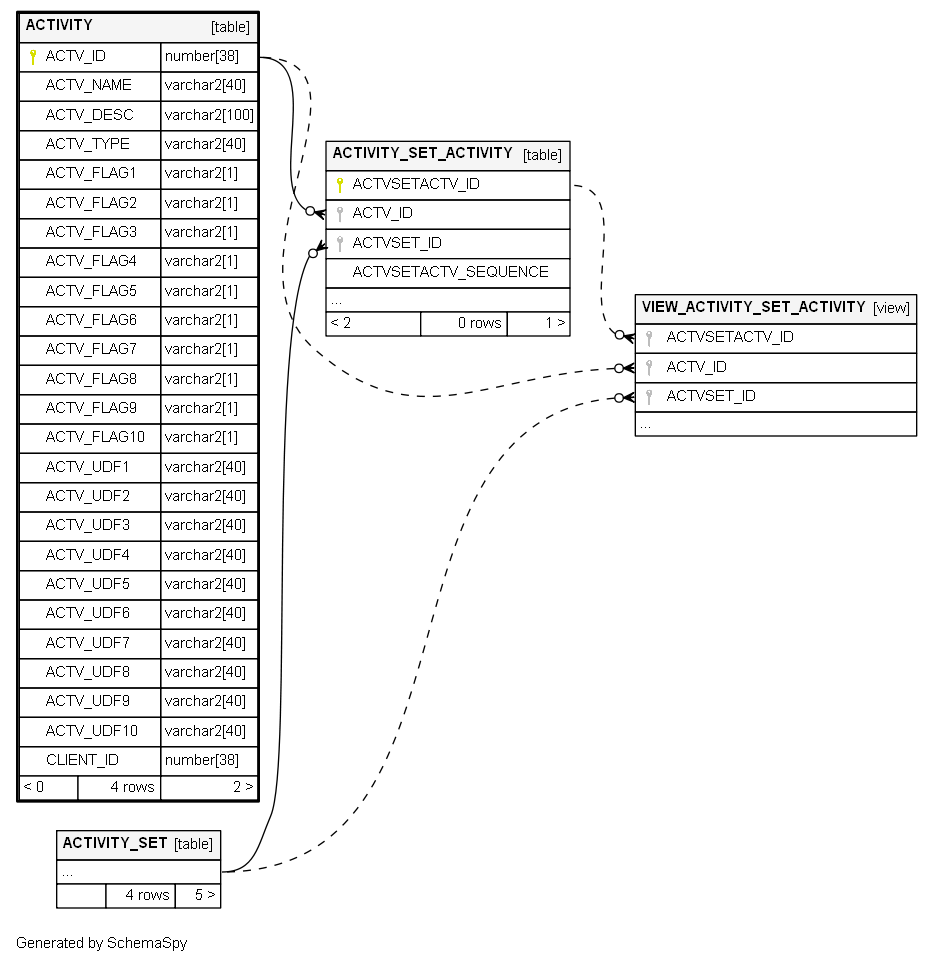 ACTIVITY [table]
ACTV_ID number[38]
ACTV_NAME varchar2[40]
ACTV_DESC varchar2[100]
ACTV_TYPE varchar2[40]
ACTV_FLAG1 varchar2[1]
ACTV_FLAG2 varchar2[1]
ACTV_FLAG3 varchar2[1]
ACTV_FLAG4 varchar2[1]
ACTV_FLAG5 varchar2[1]
ACTV_FLAG6 varchar2[1]
ACTV_FLAG7 varchar2[1]
ACTV_FLAG8 varchar2[1]
ACTV_FLAG9 varchar2[1]
ACTV_FLAG10 varchar2[1]
ACTV_UDF1 varchar2[40]
ACTV_UDF2 varchar2[40]
ACTV_UDF3 varchar2[40]
ACTV_UDF4 varchar2[40]
ACTV_UDF5 varchar2[40]
ACTV_UDF6 varchar2[40]
ACTV_UDF7 varchar2[40]
ACTV_UDF8 varchar2[40]
ACTV_UDF9 varchar2[40]
ACTV_UDF10 varchar2[40]
CLIENT_ID number[38]
< 0 4 rows 2 >
ACTIVITY_SET_ACTIVITY [table]
ACTVSETACTV_ID
ACTV_ID
ACTVSET_ID
ACTVSETACTV_SEQUENCE
...
< 2 0 rows 1 >
VIEW_ACTIVITY_SET_ACTIVITY [view]
ACTVSETACTV_ID
ACTV_ID
ACTVSET_ID
...
ACTIVITY_SET [table]
...
4 rows 5 >
Generated by SchemaSpy